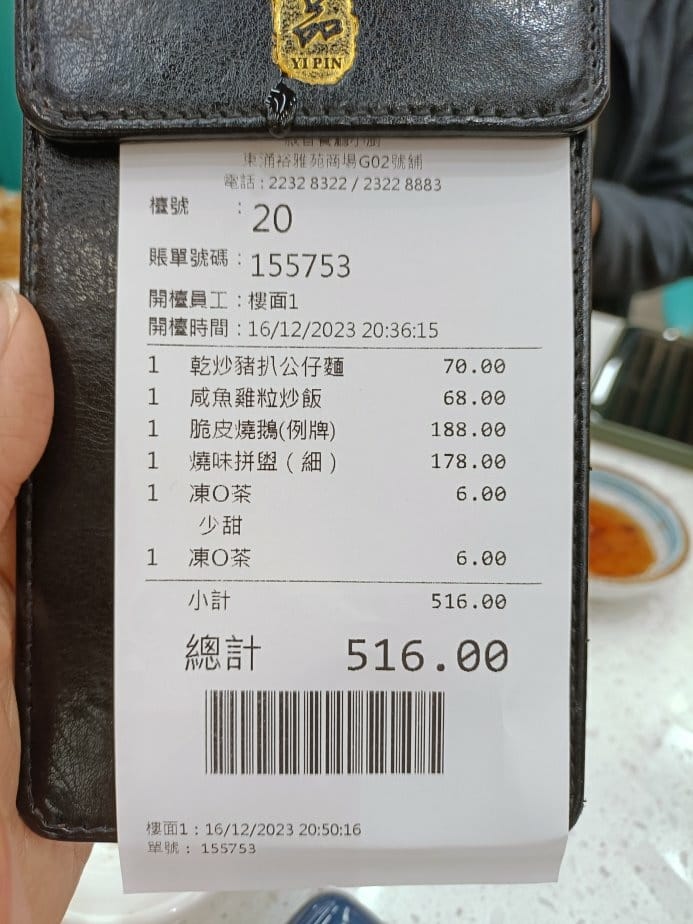 品
YI PIN
東涌裕雅苑商場G02號舖
電話：2232 8322 / 2322 8883
檯號 : 20
賬單號碼 : 155753
開檯員工 : 樓面1
開檯時間 : 16/12/2023 20:36:15
1 乾炒豬扒公仔麵 70.00
1 咸魚雞粒炒飯 68.00
1 脆皮燒鵝(例牌) 188.00
1 燒味拼盤（細） 178.00
1 凍O茶 6.00
少甜
1 凍O茶 6.00
小計 516.00
總計 516.00
樓面1：16/12/2023 20:50:16
單號： 155753